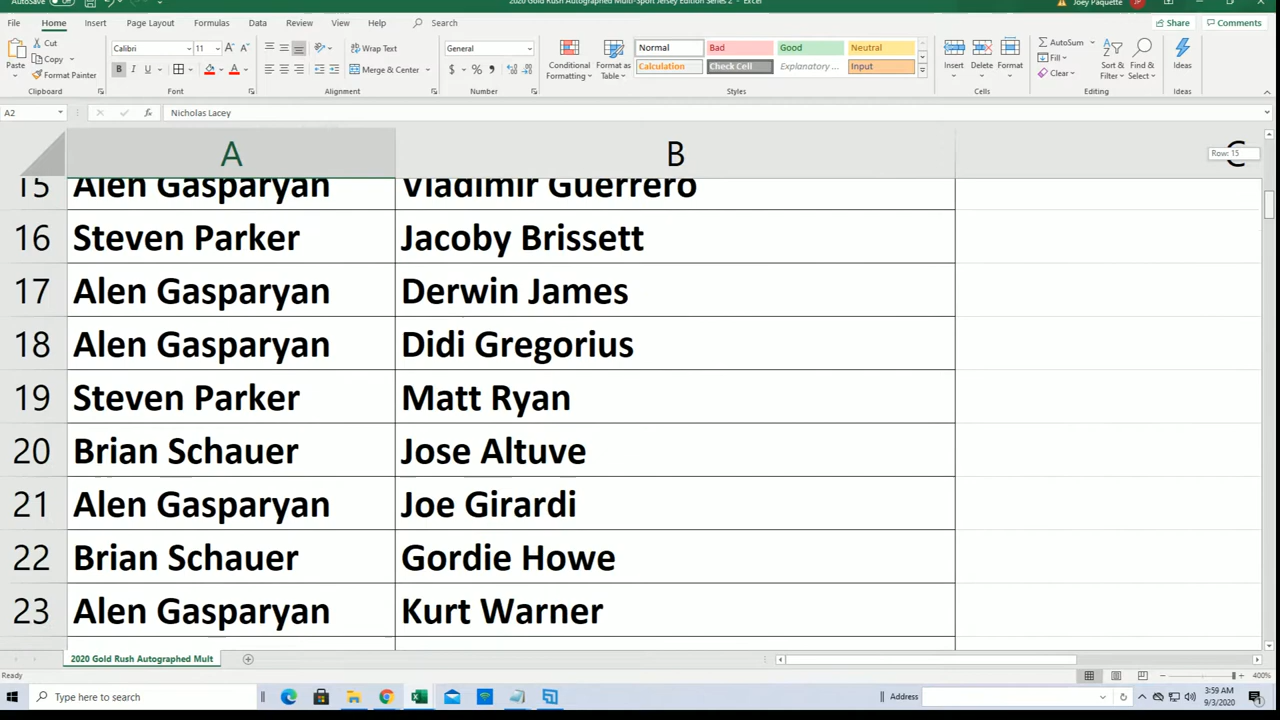 AutoSave
2020 Gold Rush Autographed Multi-Sport Jersey Edition Series 2 - Excel
Joey Paquette JP
File Home Insert Page Layout Formulas Data Review View Help Search Share Comments
Paste Cut Copy Format Painter
Calibri 11 A A B I U A
Wrap Text Merge & Center
General $ % 9
Conditional Formatting Format as Table
Normal Bad Good Neutral
Calculation Check Cell Explanatory ... Input
Insert Delete Format
AutoSum Fill Clear Sort & Filter Find & Select Ideas
Clipboard Font Alignment Number Styles Cells Editing Ideas
A2 fx Nicholas Lacey
A B C
Row: 15
15 Alen Gasparyan Vladimir Guerrero
16 Steven Parker Jacoby Brissett
17 Alen Gasparyan Derwin James
18 Alen Gasparyan Didi Gregorius
19 Steven Parker Matt Ryan
20 Brian Schauer Jose Altuve
21 Alen Gasparyan Joe Girardi
22 Brian Schauer Gordie Howe
23 Alen Gasparyan Kurt Warner
2020 Gold Rush Autographed Mult
Ready 400%
Type here to search Address 3:59 AM
9/3/2020